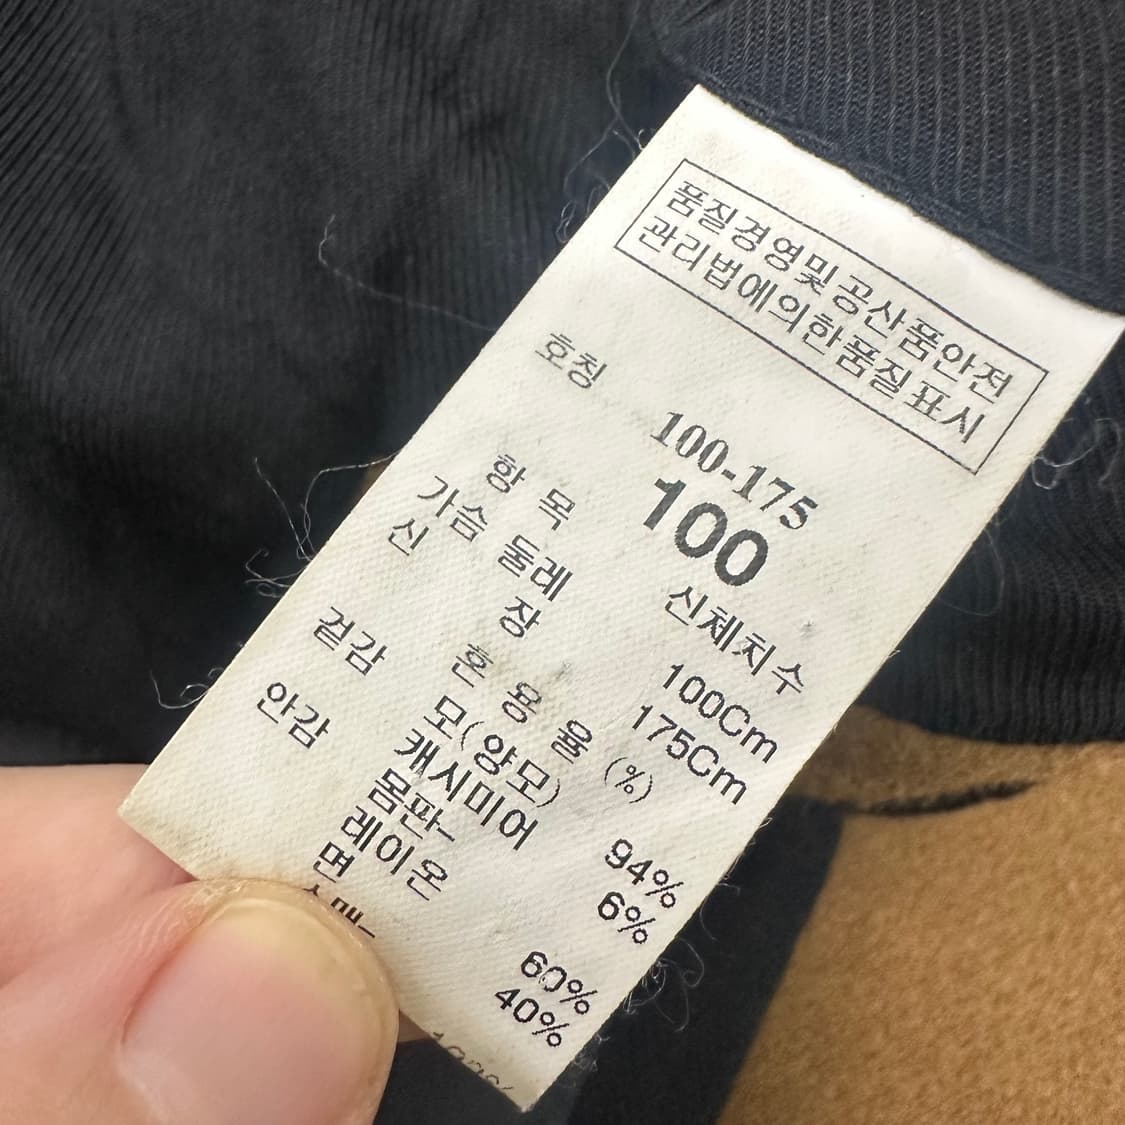 품질경영및공산품안전
관리법에의한품질표시
호칭
100-175
100
항 목 신체치수
가슴 둘레 100Cm
신 장 175Cm
혼 용 율 (%)
겉감 모(양모) 94%
캐시미어 6%
안감 몸판-
레이온 60%
면 40%